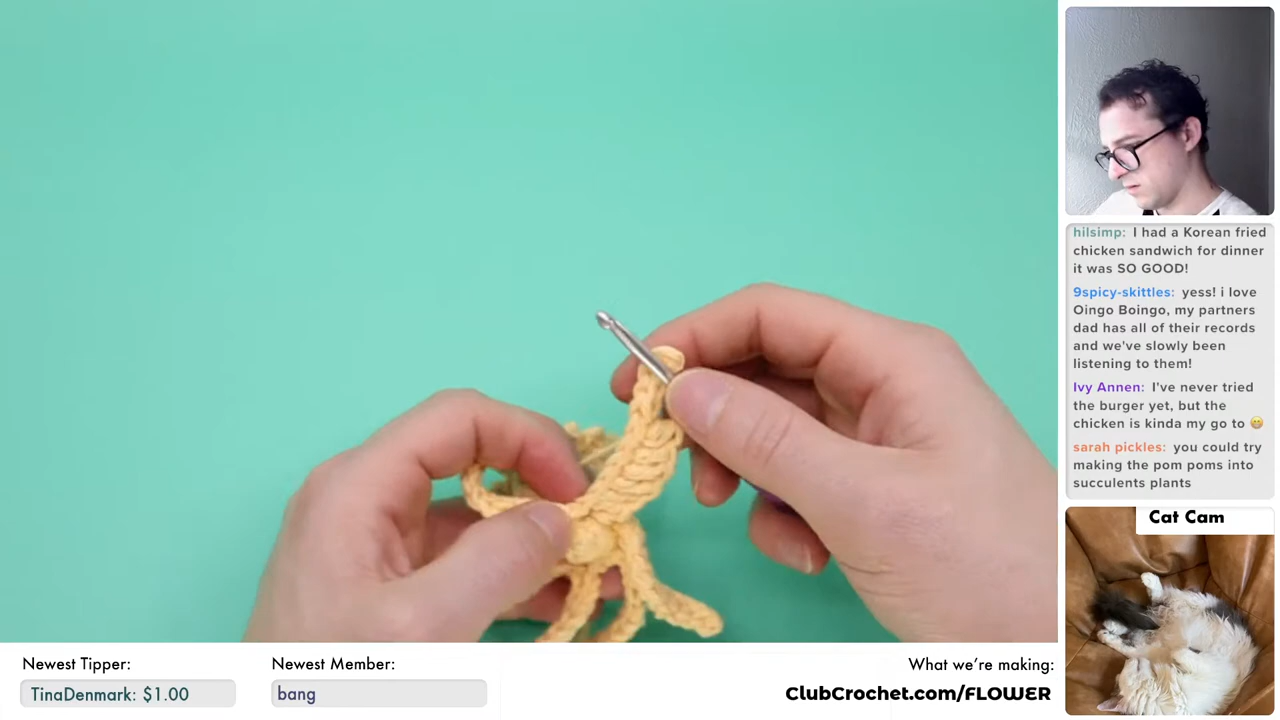 hilsimp: I had a Korean fried
chicken sandwich for dinner
it was SO GOOD!
9spicy-skittles: yess! i love
Oingo Boingo, my partners
dad has all of their records
and we've slowly been
listening to them!
Ivy Annen: I've never tried
the burger yet, but the
chicken is kinda my go to 😄
sarah pickles: you could try
making the pom poms into
succulents plants
Cat Cam
Newest Tipper:
TinaDenmark: $1.00
Newest Member:
bang
What we're making:
ClubCrochet.com/FLOWER